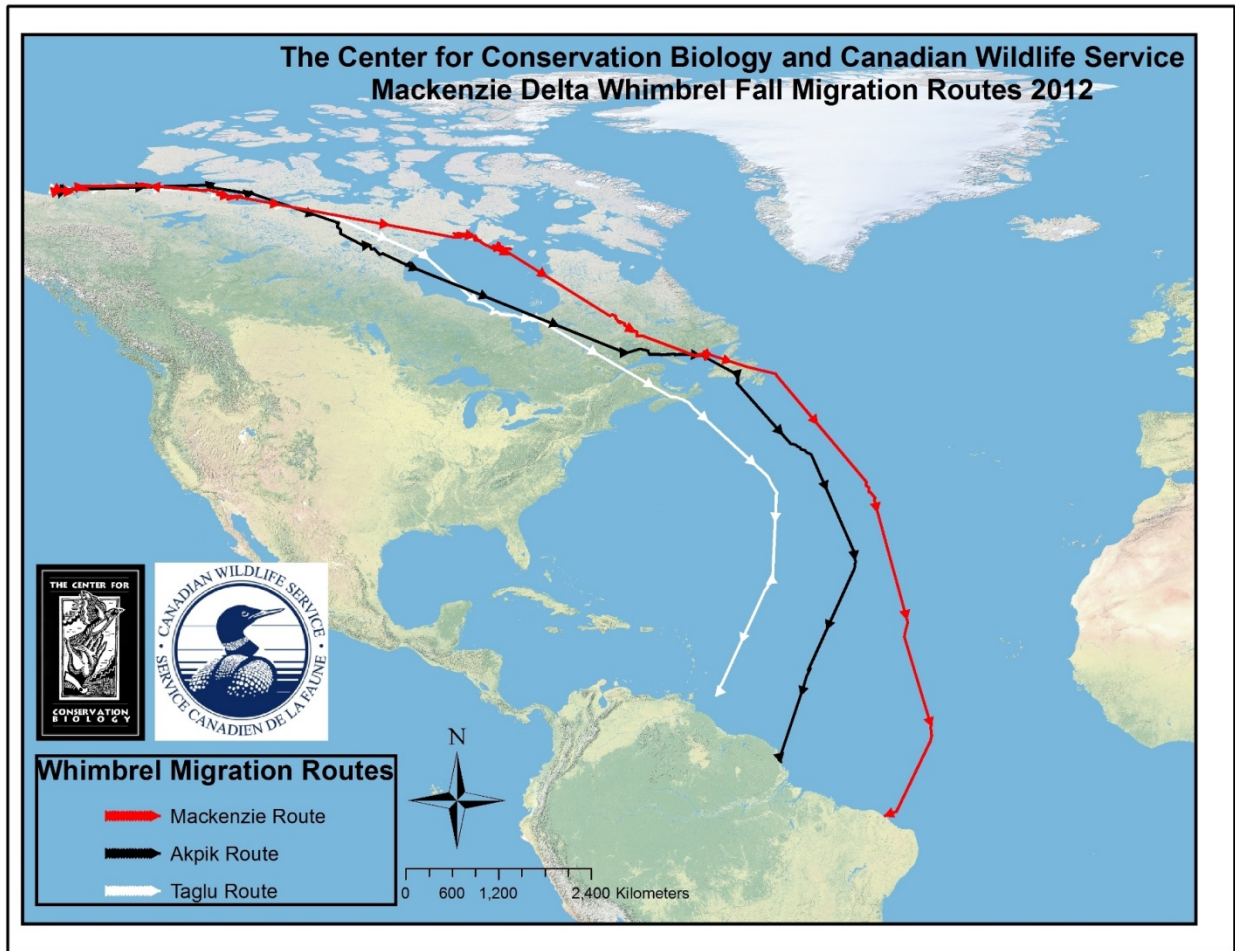 The Center for Conservation Biology and Canadian Wildlife Service
Mackenzie Delta Whimbrel Fall Migration Routes 2012
THE CENTER FOR
CONSERVATION
BIOLOGY
· CANADIAN WILDLIFE SERVICE ·
SERVICE CANADIEN DE LA FAUNE
Whimbrel Migration Routes
Mackenzie Route
Akpik Route
Taglu Route
N
0 600 1,200 2,400 Kilometers